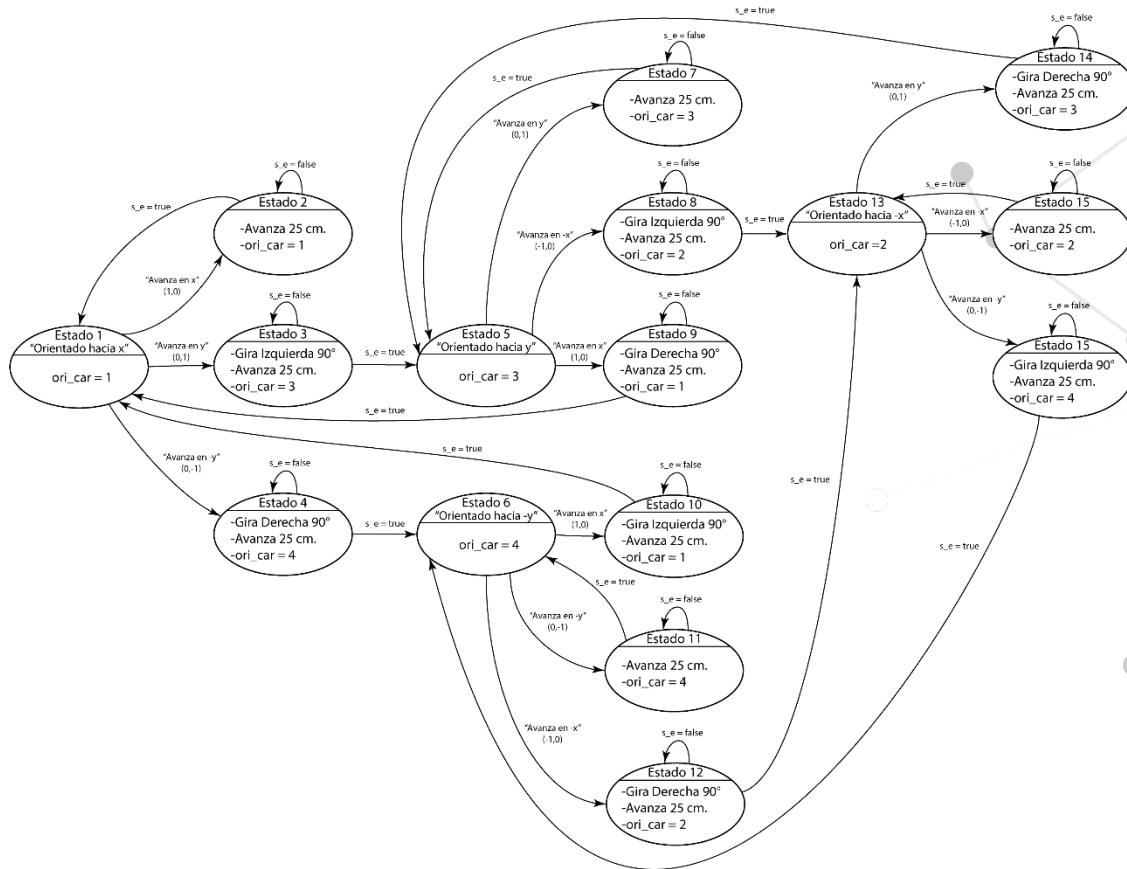 s_e = true
s_e = false
Estado 14
-Gira Derecha 90°
-Avanza 25 cm.
-ori_car = 3
s_e = false
Estado 7
-Avanza 25 cm.
-ori_car = 3
s_e = true
"Avanza en y"
(0,1)
"Avanza en y"
(0,1)
s_e = false
Estado 2
-Avanza 25 cm.
-ori_car = 1
s_e = true
"Avanza en x"
(1,0)
s_e = false
Estado 8
-Gira Izquierda 90°
-Avanza 25 cm.
-ori_car = 2
"Avanza en -x"
(-1,0)
s_e = true
Estado 13
"Orientado hacia -x"
ori_car =2
s_e = true
"Avanza en -x"
(-1,0)
s_e = false
Estado 15
-Avanza 25 cm.
-ori_car = 2
"Avanza en -y"
(0,-1)
s_e = false
Estado 15
-Gira Izquierda 90°
-Avanza 25 cm.
-ori_car = 4
Estado 1
"Orientado hacia x"
ori_car = 1
"Avanza en y"
(0,1)
s_e = false
Estado 3
-Gira Izquierda 90°
-Avanza 25 cm.
-ori_car = 3
s_e = true
Estado 5
"Orientado hacia y"
ori_car = 3
"Avanza en x"
(1,0)
s_e = false
Estado 9
-Gira Derecha 90°
-Avanza 25 cm.
-ori_car = 1
s_e = true
s_e = true
"Avanza en -y"
(0,-1)
s_e = false
Estado 4
-Gira Derecha 90°
-Avanza 25 cm.
-ori_car = 4
s_e = true
Estado 6
"Orientado hacia -y"
ori_car = 4
"Avanza en x"
(1,0)
s_e = false
Estado 10
-Gira Izquierda 90°
-Avanza 25 cm.
-ori_car = 1
s_e = true
s_e = true
s_e = true
"Avanza en -y"
(0,-1)
s_e = false
Estado 11
-Avanza 25 cm.
-ori_car = 4
"Avanza en -x"
(-1,0)
s_e = false
Estado 12
-Gira Derecha 90°
-Avanza 25 cm.
-ori_car = 2